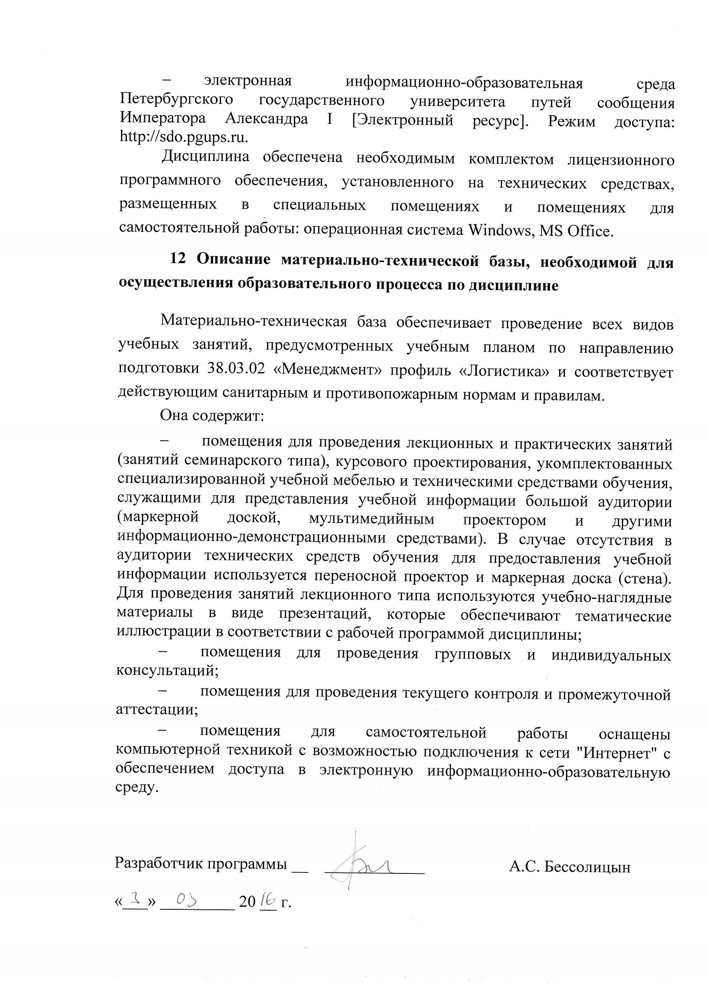 – электронная информационно-образовательная среда
Петербургского государственного университета путей сообщения
Императора Александра I [Электронный ресурс]. Режим доступа:
http://sdo.pgups.ru.
Дисциплина обеспечена необходимым комплектом лицензионного
программного обеспечения, установленного на технических средствах,
размещенных в специальных помещениях и помещениях для
самостоятельной работы: операционная система Windows, MS Office.
12 Описание материально-технической базы, необходимой для
осуществления образовательного процесса по дисциплине
Материально-техническая база обеспечивает проведение всех видов
учебных занятий, предусмотренных учебным планом по направлению
подготовки 38.03.02 «Менеджмент» профиль «Логистика» и соответствует
действующим санитарным и противопожарным нормам и правилам.
Она содержит:
– помещения для проведения лекционных и практических занятий
(занятий семинарского типа), курсового проектирования, укомплектованных
специализированной учебной мебелью и техническими средствами обучения,
служащими для представления учебной информации большой аудитории
(маркерной доской, мультимедийным проектором и другими
информационно-демонстрационными средствами). В случае отсутствия в
аудитории технических средств обучения для предоставления учебной
информации используется переносной проектор и маркерная доска (стена).
Для проведения занятий лекционного типа используются учебно-наглядные
материалы в виде презентаций, которые обеспечивают тематические
иллюстрации в соответствии с рабочей программой дисциплины;
– помещения для проведения групповых и индивидуальных
консультаций;
– помещения для проведения текущего контроля и промежуточной
аттестации;
– помещения для самостоятельной работы оснащены
компьютерной техникой с возможностью подключения к сети "Интернет" с
обеспечением доступа в электронную информационно-образовательную
среду.
Разработчик программы __ ____________ А.С. Бессолицын
«3» 03 2016 г.